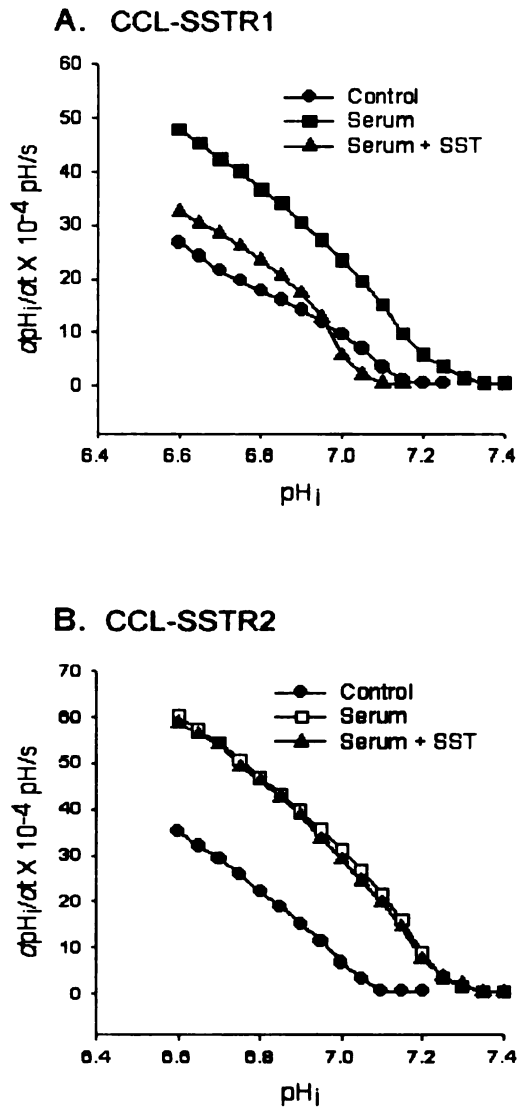 A. CCL-SSTR1
60
50
40
30
20
10
0
Control
Serum
Serum + SST
dpHi/dt X 10-4 pH/s
6.4 6.6 6.8 7.0 7.2 7.4
pHi
B. CCL-SSTR2
70
60
50
40
30
20
10
0
Control
Serum
Serum + SST
dpHi/dt X 10-4 pH/s
6.4 6.6 6.8 7.0 7.2 7.4
pHi